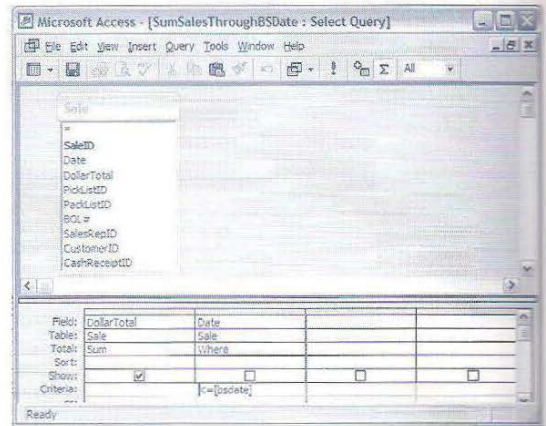 Microsoft Access - [SumSalesThroughBSDate : Select Query]
File Edit View Insert Query Tools Window Help
Σ All
Sale
*
SaleID
Date
DollarTotal
PickListID
PackListID
BOL #
SalesRepID
CustomerID
CashReceiptID
Field: DollarTotal Date
Table: Sale Sale
Total: Sum Where
Sort:
Show:
Criteria: <=[bsdate]
Ready